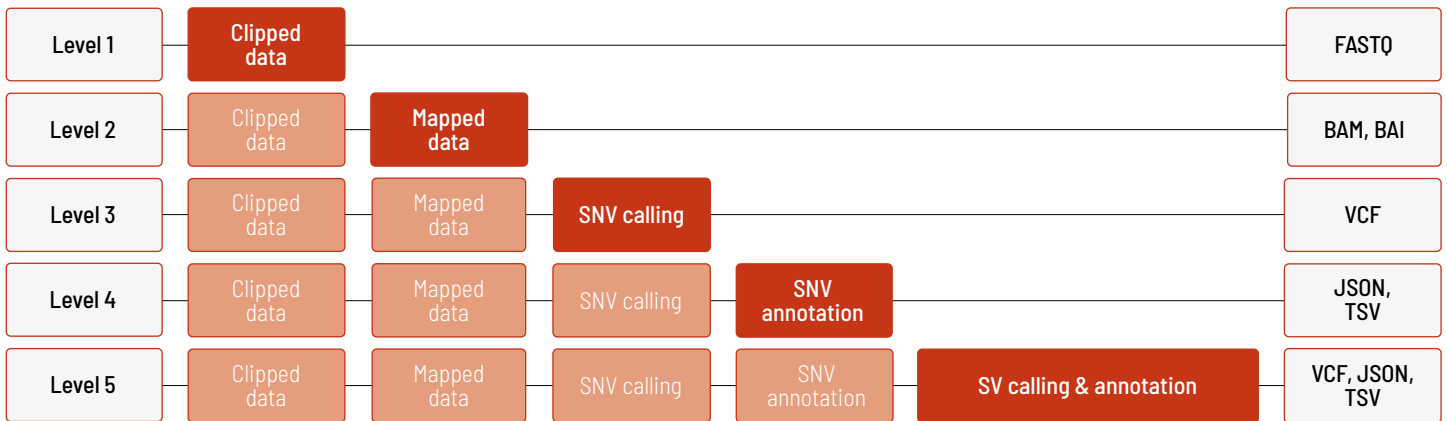 Level 1
Clipped
data
FASTQ
Level 2
Clipped
data
Mapped
data
BAM, BAI
Level 3
Clipped
data
Mapped
data
SNV calling
VCF
Level 4
Clipped
data
Mapped
data
SNV calling
SNV
annotation
JSON,
TSV
Level 5
Clipped
data
Mapped
data
SNV calling
SNV
annotation
SV calling & annotation
VCF, JSON,
TSV